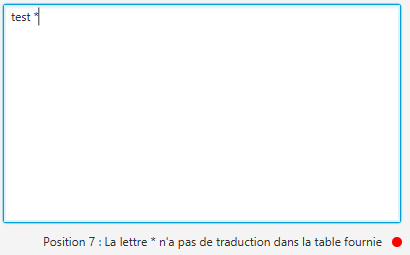 test *
Position 7 : La lettre * n'a pas de traduction dans la table fournie